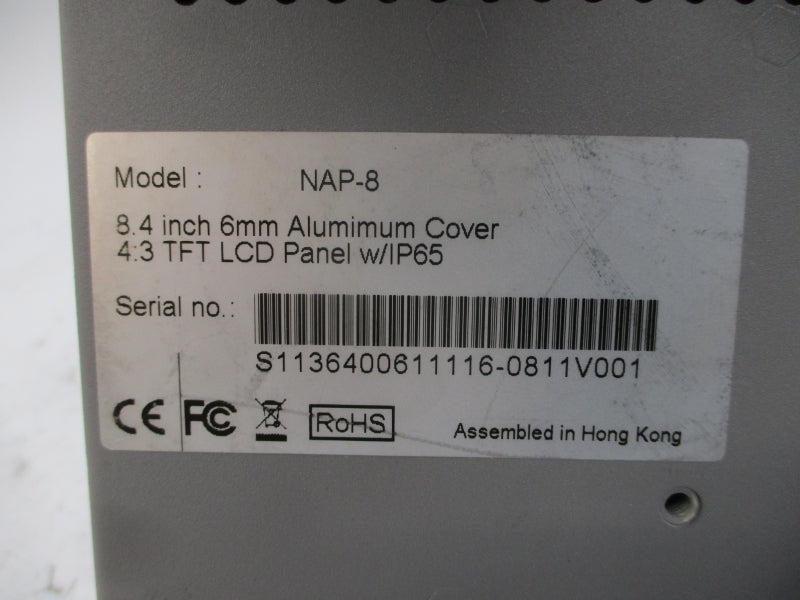 Model : NAP-8
8.4 inch 6mm Alumimum Cover
4:3 TFT LCD Panel w/IP65
Serial no.:
S1136400611116-0811V001
CE FC RoHS Assembled in Hong Kong